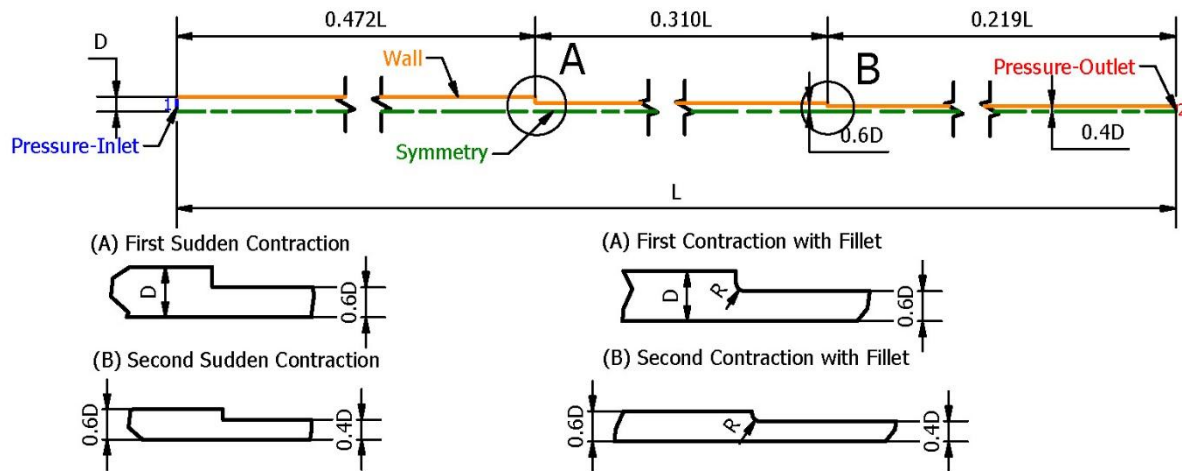 0.472L 0.310L 0.219L
D A B
Wall Pressure-Outlet
1 2
Pressure-Inlet Symmetry 0.6D 0.4D
L
(A) First Sudden Contraction (A) First Contraction with Fillet
D 0.6D D R 0.6D
(B) Second Sudden Contraction (B) Second Contraction with Fillet
0.6D 0.4D 0.6D R 0.4D